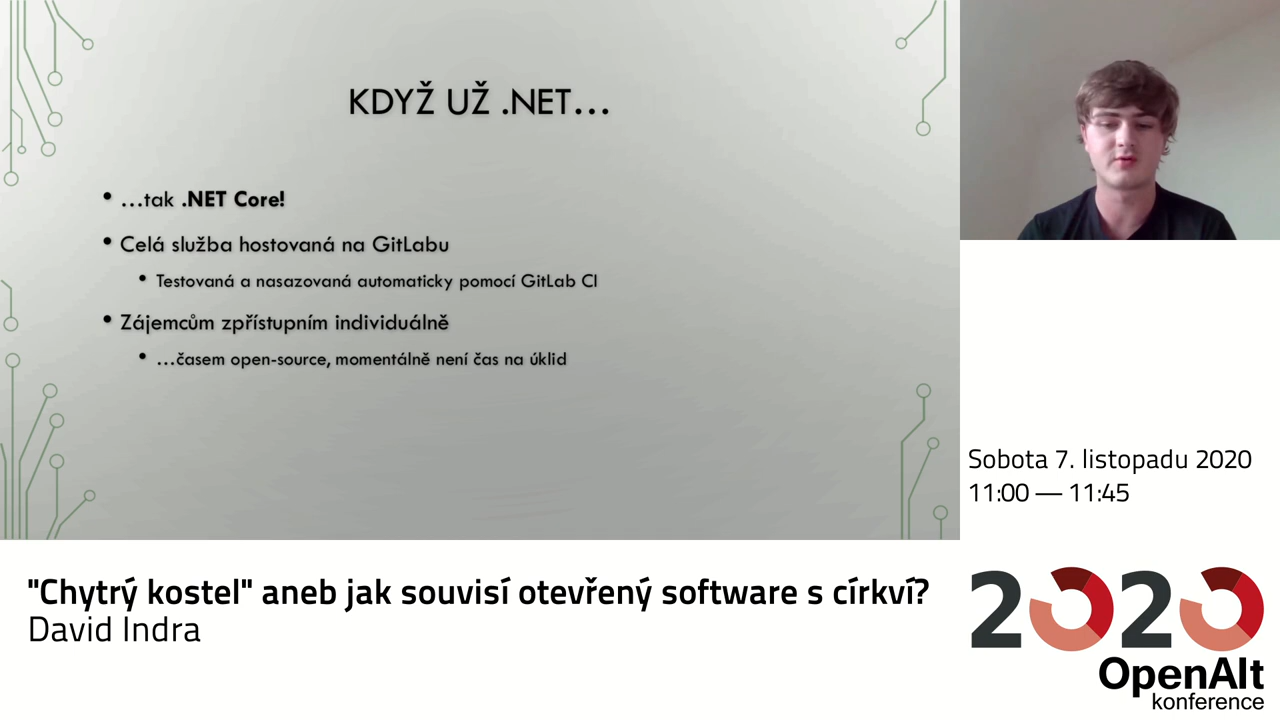 KDYŽ UŽ .NET...
• ...tak .NET Core!
• Celá služba hostovaná na GitLabu
• Testovaná a nasazovaná automaticky pomocí GitLab CI
• Zájemcům zpřístupním individuálně
• ...časem open-source, momentálně není čas na úklid
Sobota 7. listopadu 2020
11:00 — 11:45
"Chytrý kostel" aneb jak souvisí otevřený software s církví?
David Indra
2020
OpenAlt
konference